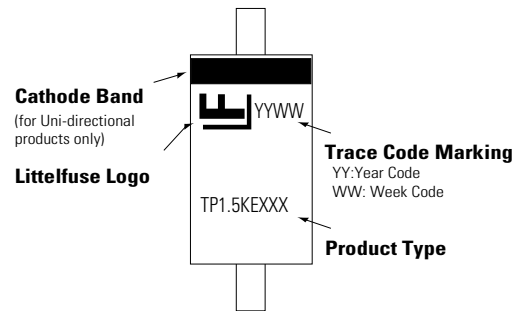 Cathode Band
(for Uni-directional
products only)
Littelfuse Logo
YYWW
Trace Code Marking
YY:Year Code
WW: Week Code
TP1.5KEXXX
Product Type